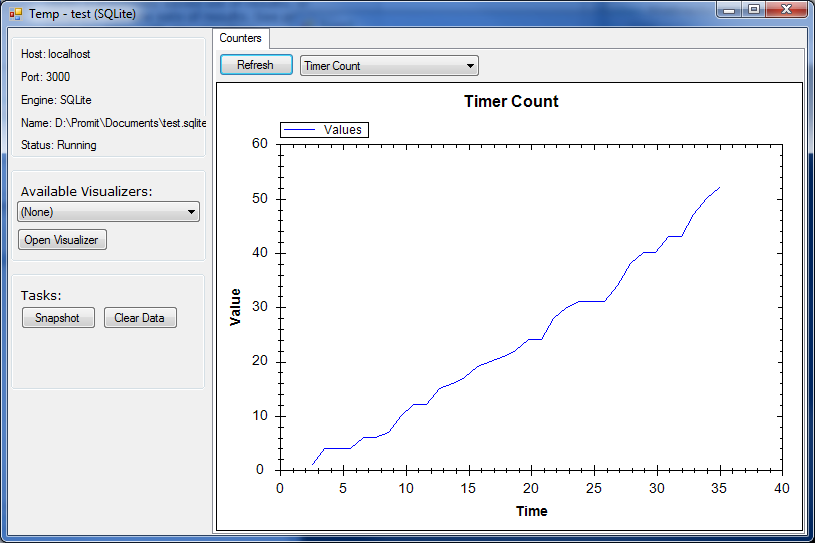 Temp - test (SQLite)
Host: localhost
Port: 3000
Engine: SQLite
Name: D:\Promit\Documents\test.sqlite
Status: Running
Available Visualizers:
(None)
Open Visualizer
Tasks:
Snapshot
Clear Data
Counters
Refresh
Timer Count
Timer Count
Values
60
50
40
30
20
10
0
Value
0 5 10 15 20 25 30 35 40
Time